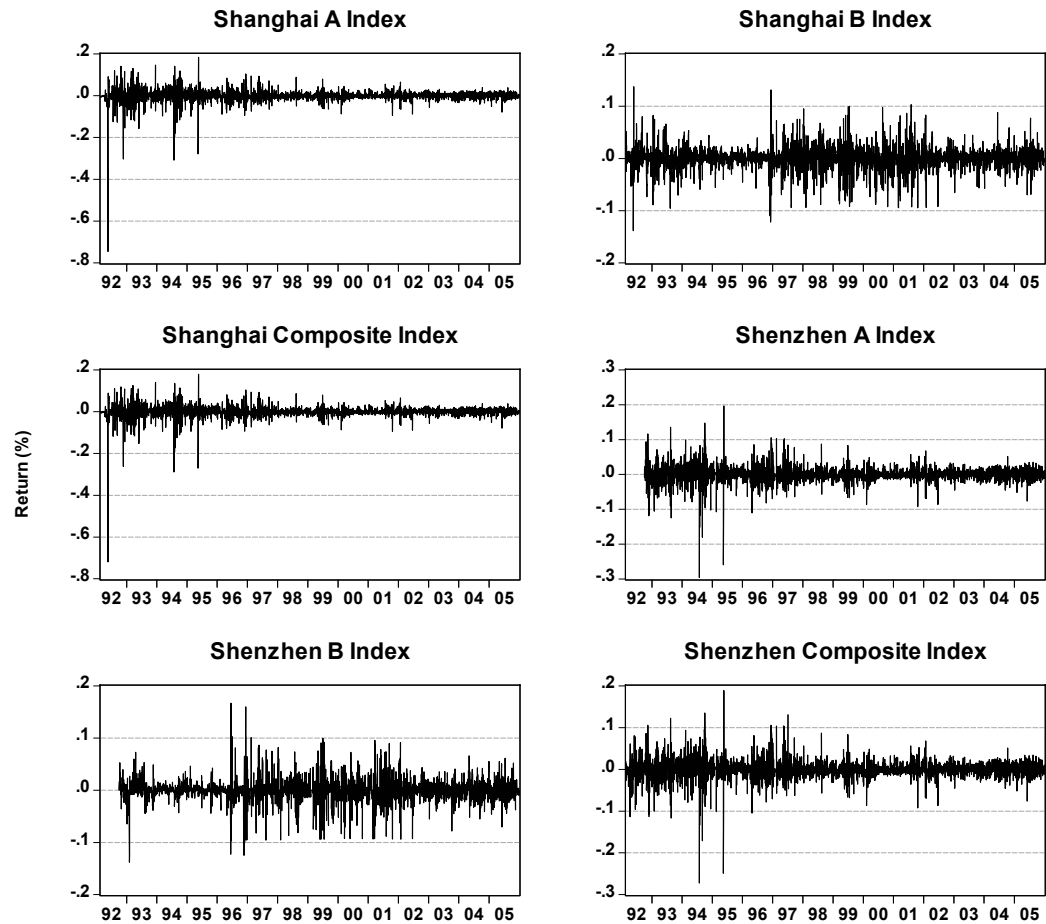 Shanghai A Index
.2
.0
-.2
-.4
-.6
-.8
92 93 94 95 96 97 98 99 00 01 02 03 04 05
Shanghai B Index
.2
.1
.0
-.1
-.2
92 93 94 95 96 97 98 99 00 01 02 03 04 05
Return (%)
Shanghai Composite Index
.2
.0
-.2
-.4
-.6
-.8
92 93 94 95 96 97 98 99 00 01 02 03 04 05
Shenzhen A Index
.3
.2
.1
.0
-.1
-.2
-.3
92 93 94 95 96 97 98 99 00 01 02 03 04 05
Shenzhen B Index
.2
.1
.0
-.1
-.2
92 93 94 95 96 97 98 99 00 01 02 03 04 05
Shenzhen Composite Index
.2
.1
.0
-.1
-.2
-.3
92 93 94 95 96 97 98 99 00 01 02 03 04 05